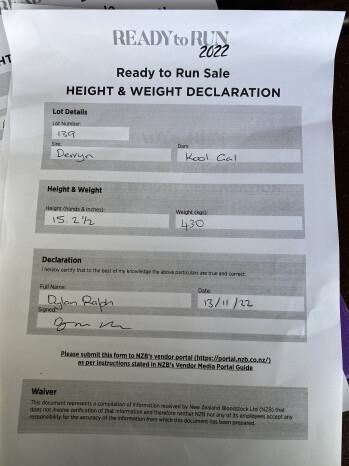 READY to RUN
2022
Ready to Run Sale
HEIGHT & WEIGHT DECLARATION
Lot Details
Lot Number:
139
Sire: Dam:
Derryn Kool Gal
Height & Weight
Height (hands & inches): Weight (kgs):
15. 2 1/2 430
Declaration
I hereby certify that to the best of my knowledge the above particulars are true and correct.
Full Name: Date:
Dylan Ralph 13/11/22
Signed:
Please submit this form to NZB's vendor portal (https://portal.nzb.co.nz/)
as per instructions stated in NZB's Vendor Media Portal Guide
Waiver
This document represents a compilation of information received by New Zealand Bloodstock Ltd (NZB) that
does not involve verification of that information and therefore neither NZB nor any of its employees accept any
responsibility for the accuracy of the information from which this document has been prepared.